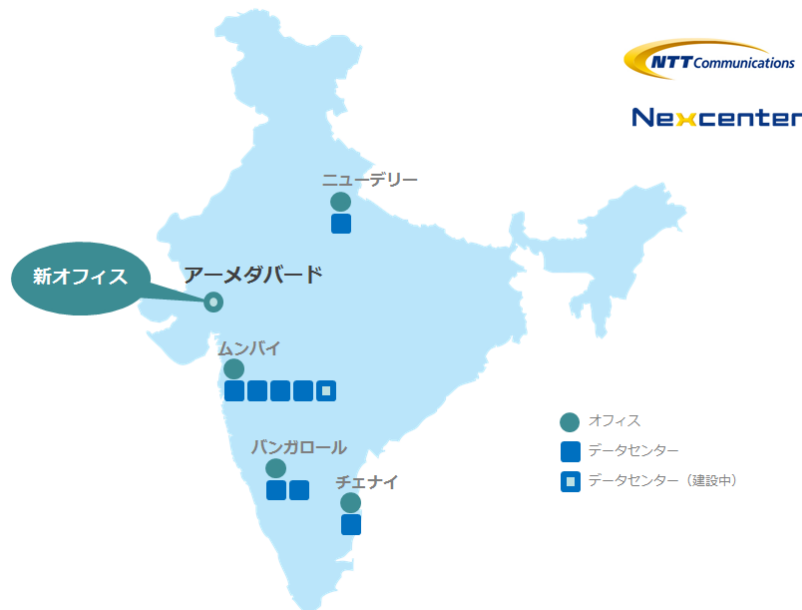 NTT Communications
Nexcenter
ニューデリー
新オフィス
アーメダバード
ムンバイ
バンガロール
チェナイ
オフィス
データセンター
データセンター（建設中）